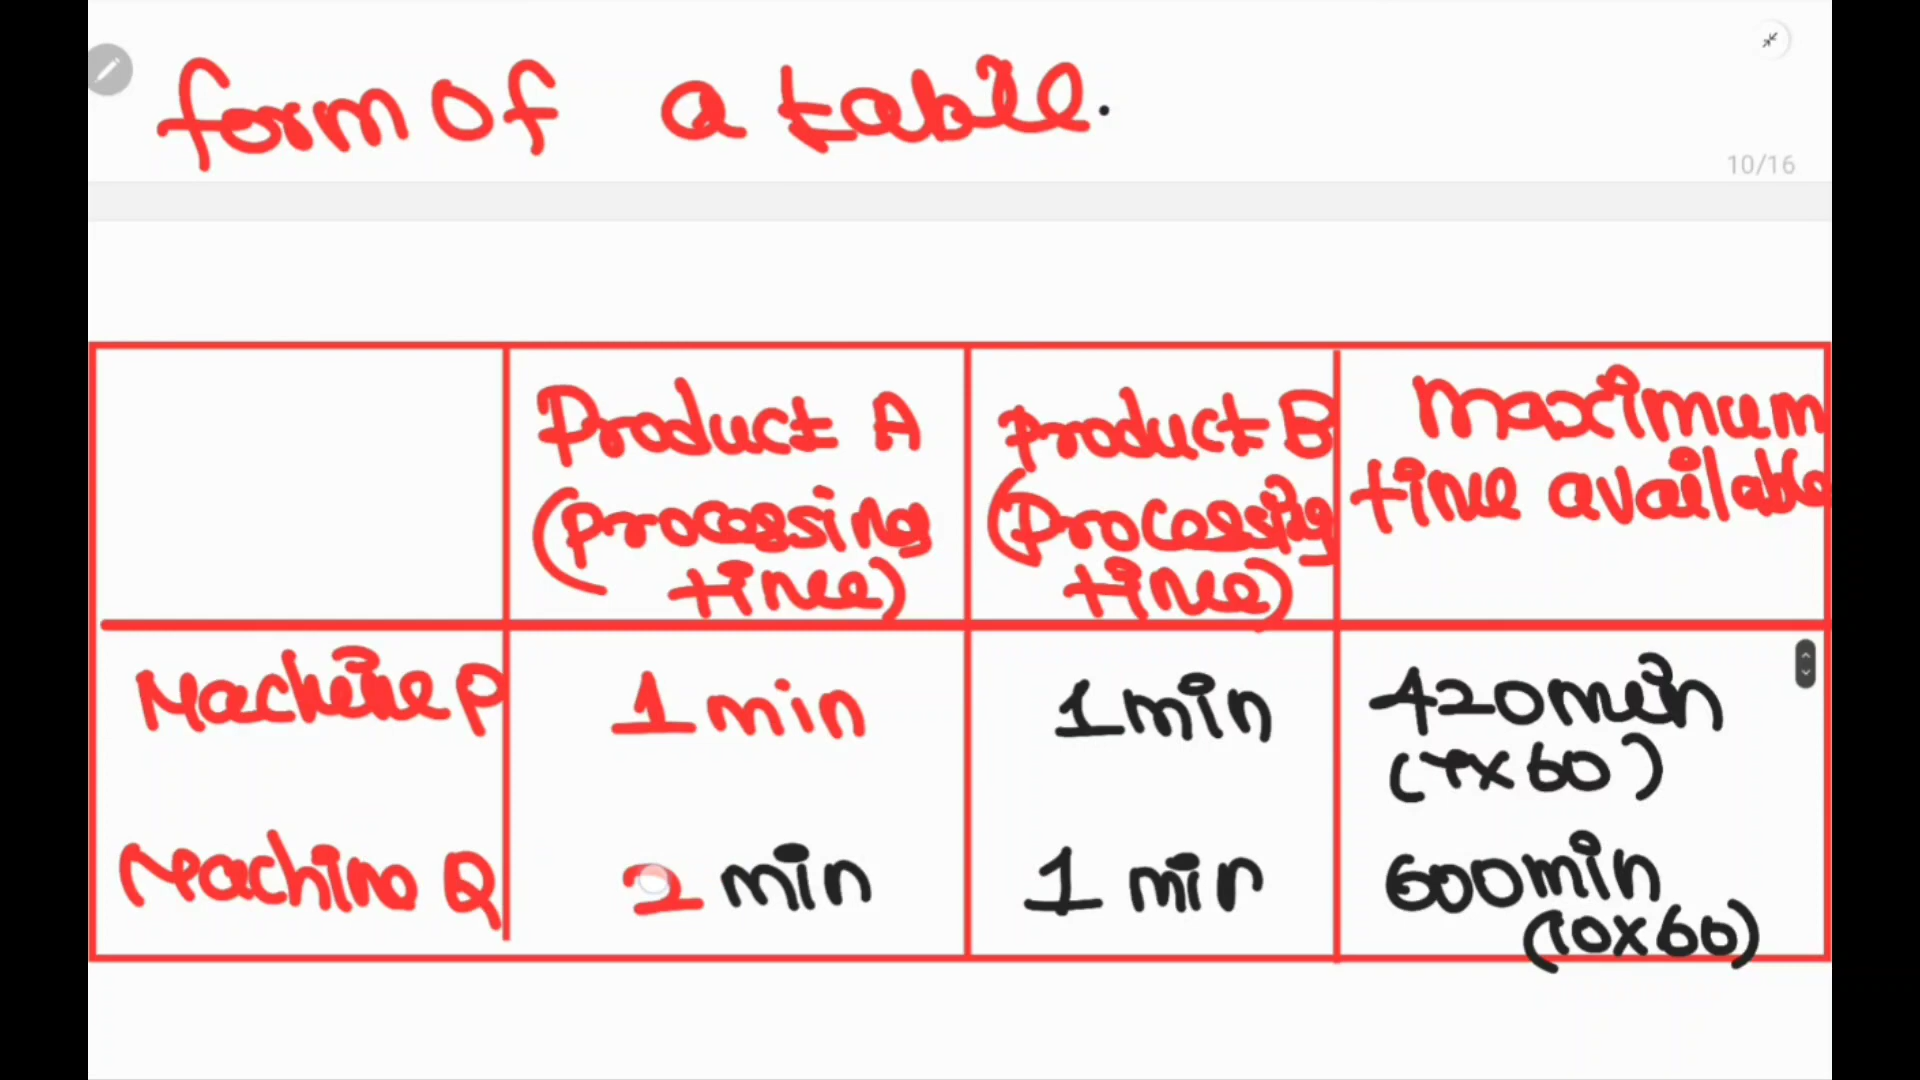 form of a table.
10/16
Product A
(processing
time)
product B
(Processing
time)
maximum
time available
Machine P
1 min
1 min
420 min
(7x60)
Machine Q
2 min
1 min
600 min
(10x60)